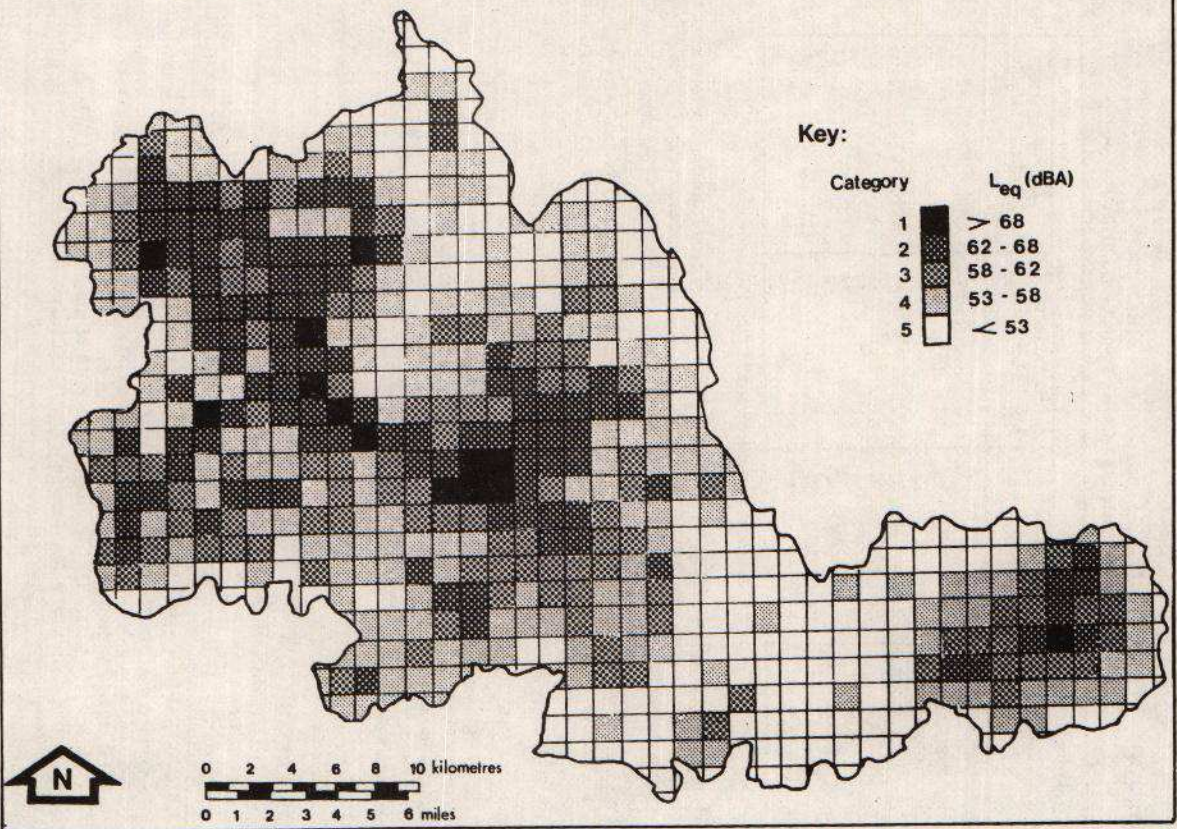 Key:
Category Leq (dBA)
1 > 68
2 62 - 68
3 58 - 62
4 53 - 58
5 < 53
N
0 2 4 6 8 10 kilometres
0 1 2 3 4 5 6 miles